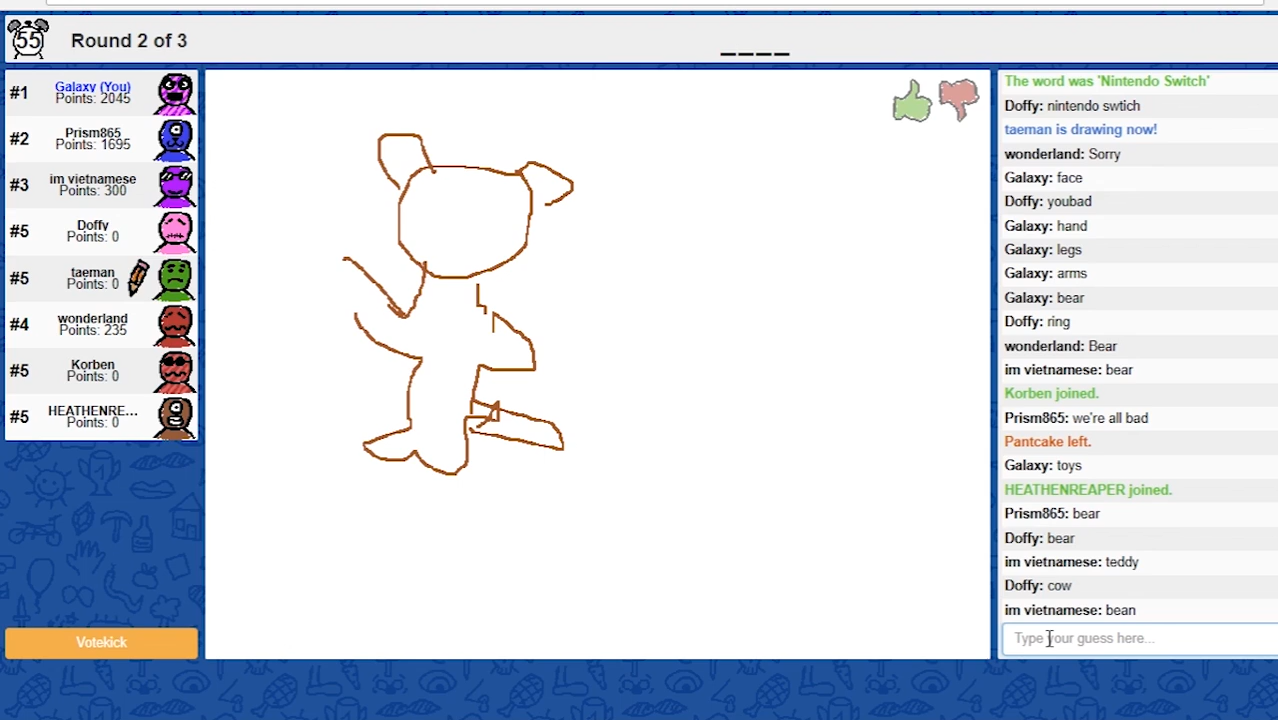 55
Round 2 of 3
_ _ _ _
#1 Galaxy (You)
Points: 2045
#2 Prism865
Points: 1695
#3 im vietnamese
Points: 300
#5 Doffy
Points: 0
#5 taeman
Points: 0
#4 wonderland
Points: 235
#5 Korben
Points: 0
#5 HEATHENRE...
Points: 0
Votekick
The word was 'Nintendo Switch'
Doffy: nintendo swtich
taeman is drawing now!
wonderland: Sorry
Galaxy: face
Doffy: youbad
Galaxy: hand
Galaxy: legs
Galaxy: arms
Galaxy: bear
Doffy: ring
wonderland: Bear
im vietnamese: bear
Korben joined.
Prism865: we're all bad
Pantcake left.
Galaxy: toys
HEATHENREAPER joined.
Prism865: bear
Doffy: bear
im vietnamese: teddy
Doffy: cow
im vietnamese: bean
Type your guess here...